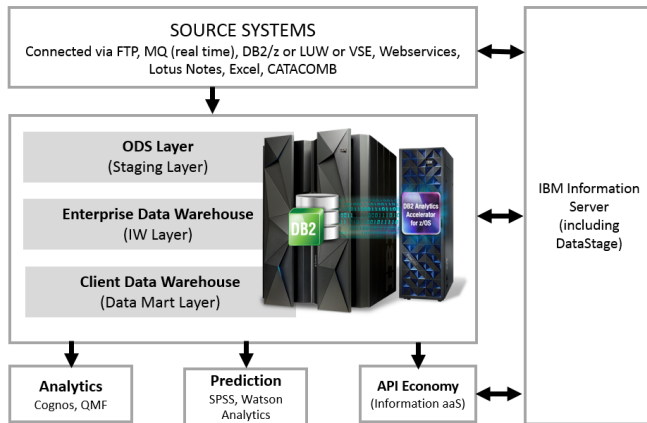 SOURCE SYSTEMS
Connected via FTP, MQ (real time), DB2/z or LUW or VSE, Webservices,
Lotus Notes, Excel, CATACOMB
ODS Layer
(Staging Layer)
Enterprise Data Warehouse
(IW Layer)
Client Data Warehouse
(Data Mart Layer)
DB2
DB2 Analytics
Accelerator
for z/OS
IBM Information
Server
(including
DataStage)
Analytics
Cognos, QMF
Prediction
SPSS, Watson
Analytics
API Economy
(Information aaS)